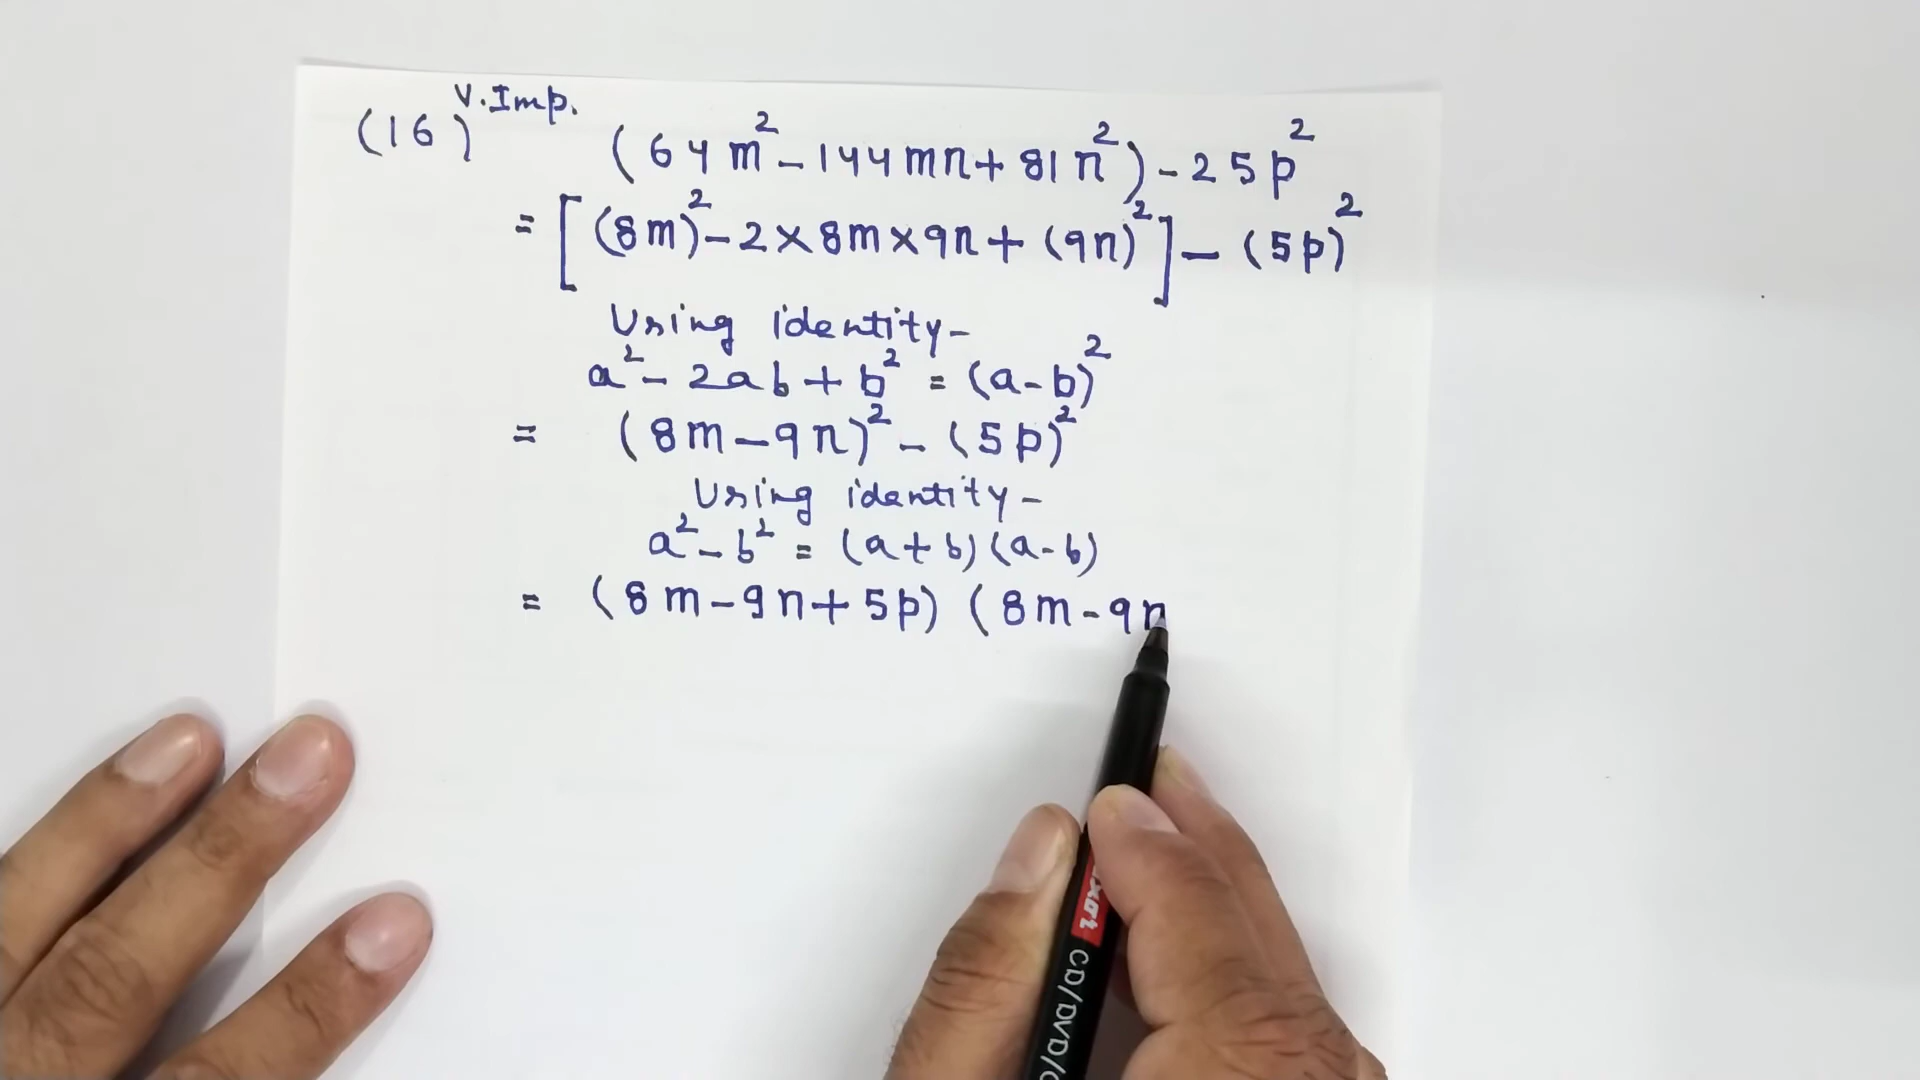 V. Imp.
(16) (64m² - 144mn + 81n²) - 25p²
= [(8m)² - 2 × 8m × 9n + (9n)²] - (5p)²
Using identity-
a² - 2ab + b² = (a-b)²
= (8m - 9n)² - (5p)²
Using identity-
a² - b² = (a+b)(a-b)
= (8m - 9n + 5p) (8m - 9n
CD/DVD/